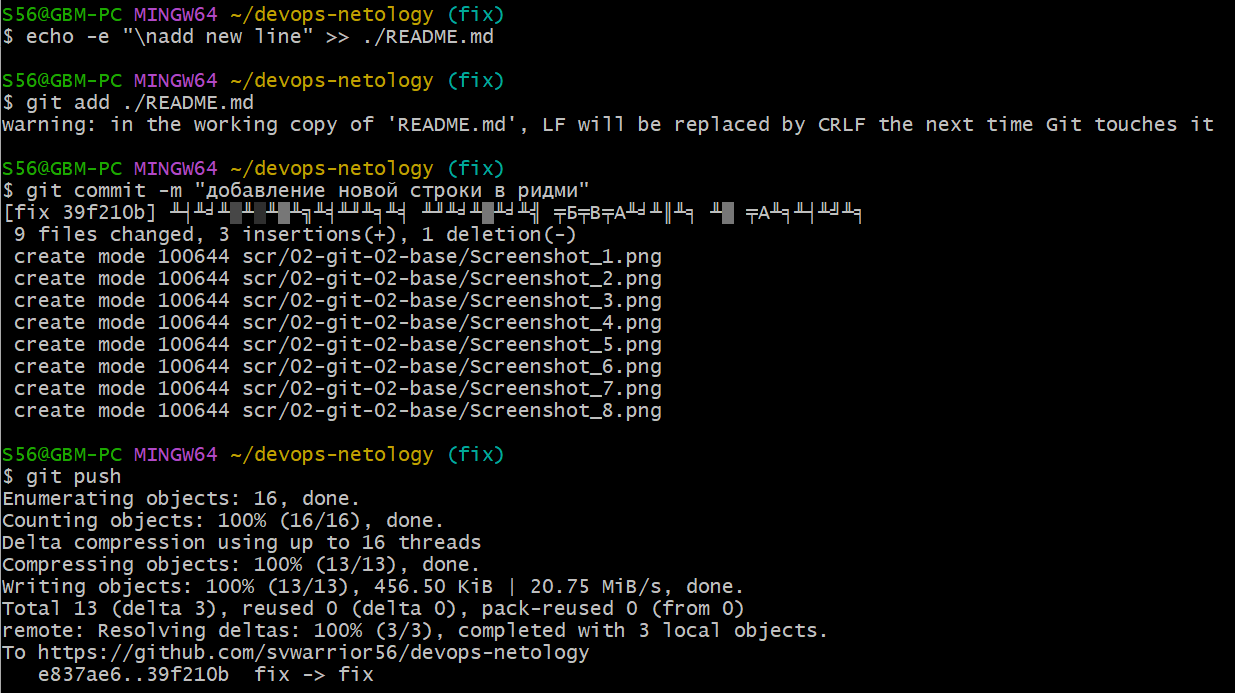 S56@GBM-PC MINGW64 ~/devops-netology (fix)
$ echo -e "\nadd new line" >> ./README.md
S56@GBM-PC MINGW64 ~/devops-netology (fix)
$ git add ./README.md
warning: in the working copy of 'README.md', LF will be replaced by CRLF the next time Git touches it
S56@GBM-PC MINGW64 ~/devops-netology (fix)
$ git commit -m "добавление новой строки в ридми"
[fix 39f210b]
9 files changed, 3 insertions(+), 1 deletion(-)
create mode 100644 scr/02-git-02-base/Screenshot_1.png
create mode 100644 scr/02-git-02-base/Screenshot_2.png
create mode 100644 scr/02-git-02-base/Screenshot_3.png
create mode 100644 scr/02-git-02-base/Screenshot_4.png
create mode 100644 scr/02-git-02-base/Screenshot_5.png
create mode 100644 scr/02-git-02-base/Screenshot_6.png
create mode 100644 scr/02-git-02-base/Screenshot_7.png
create mode 100644 scr/02-git-02-base/Screenshot_8.png
S56@GBM-PC MINGW64 ~/devops-netology (fix)
$ git push
Enumerating objects: 16, done.
Counting objects: 100% (16/16), done.
Delta compression using up to 16 threads
Compressing objects: 100% (13/13), done.
Writing objects: 100% (13/13), 456.50 KiB | 20.75 MiB/s, done.
Total 13 (delta 3), reused 0 (delta 0), pack-reused 0 (from 0)
remote: Resolving deltas: 100% (3/3), completed with 3 local objects.
To https://github.com/svwarrior56/devops-netology
e837ae6..39f210b  fix -> fix